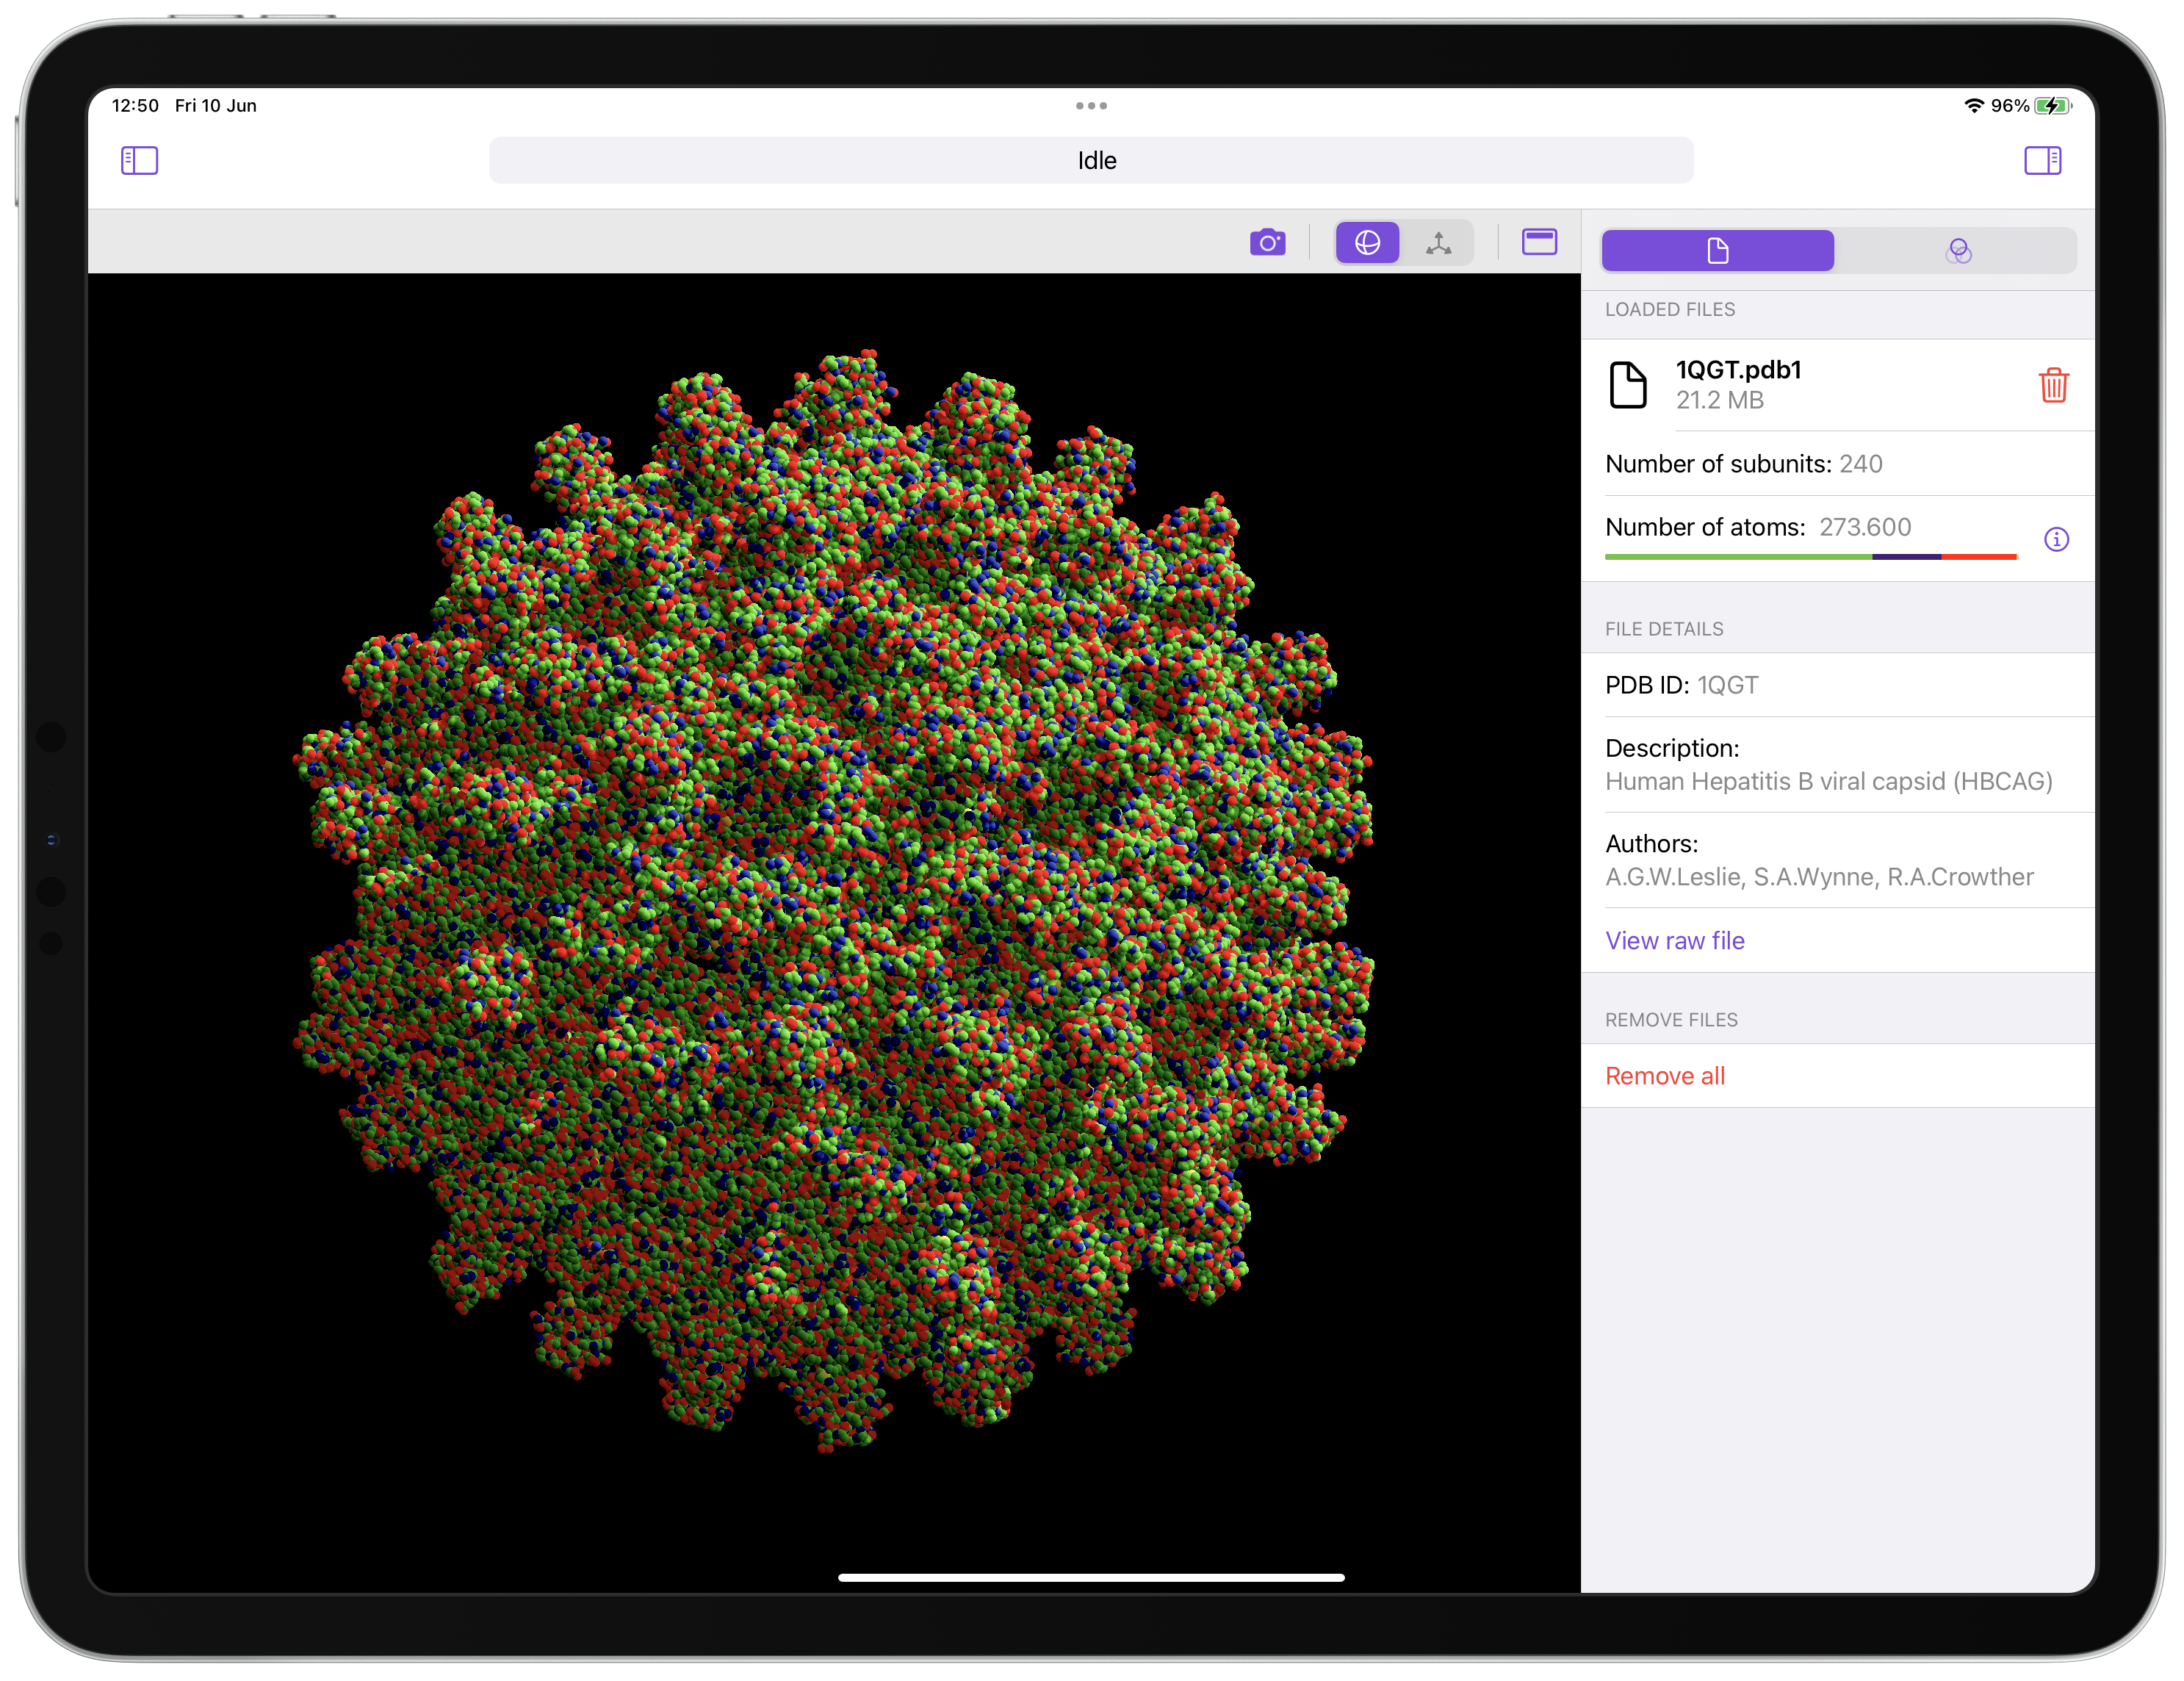 12:50 Fri 10 Jun
96%
Idle
LOADED FILES
1QGT.pdb1
21.2 MB
Number of subunits: 240
Number of atoms: 273.600
FILE DETAILS
PDB ID: 1QGT
Description:
Human Hepatitis B viral capsid (HBCAG)
Authors:
A.G.W.Leslie, S.A.Wynne, R.A.Crowther
View raw file
REMOVE FILES
Remove all